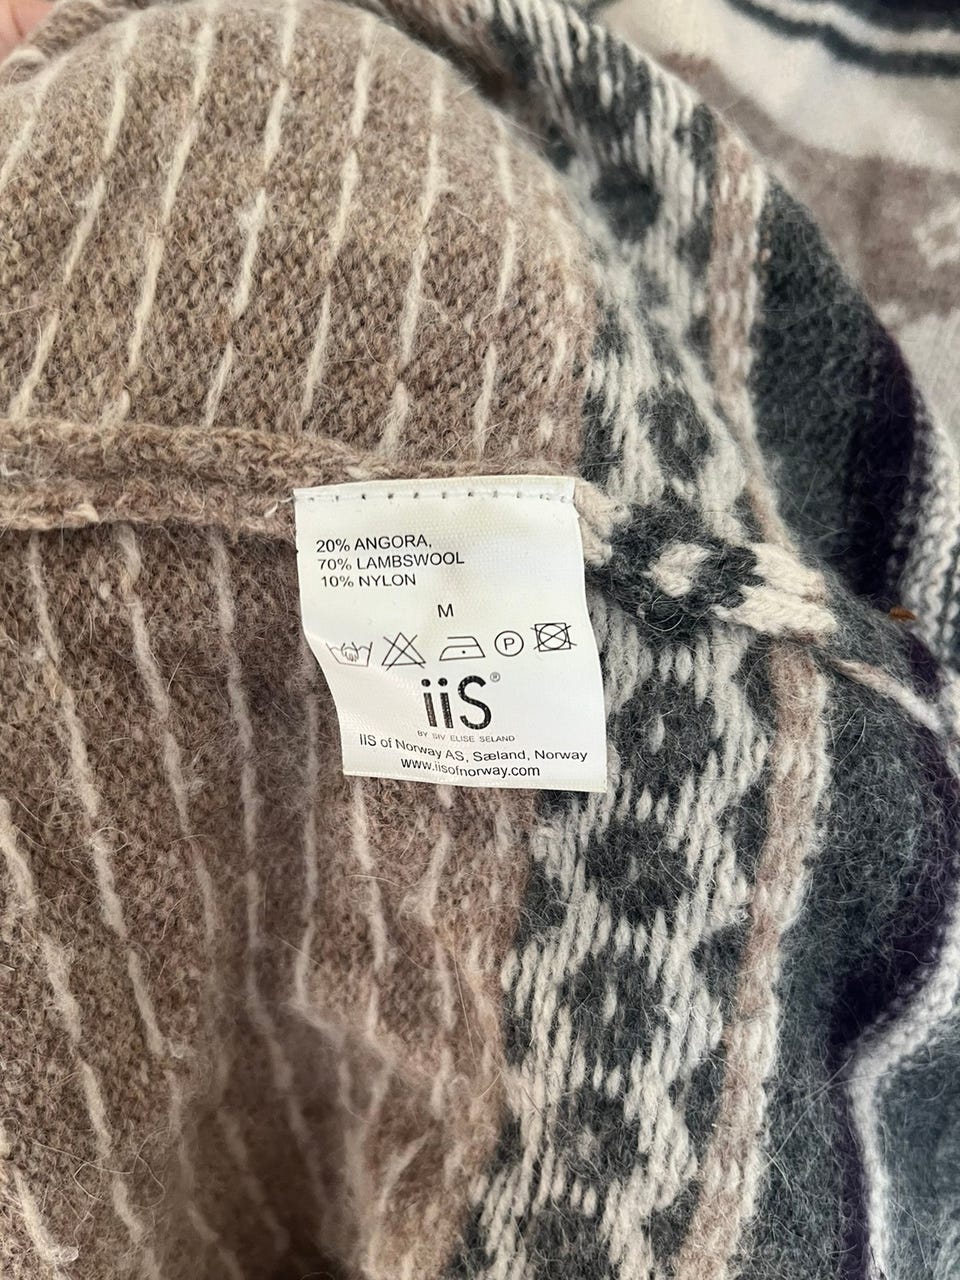 20% ANGORA,
70% LAMBSWOOL
10% NYLON
M
P
iiS®
BY SIV ELISE SELAND
IIS of Norway AS, Sæland, Norway
www.iisofnorway.com